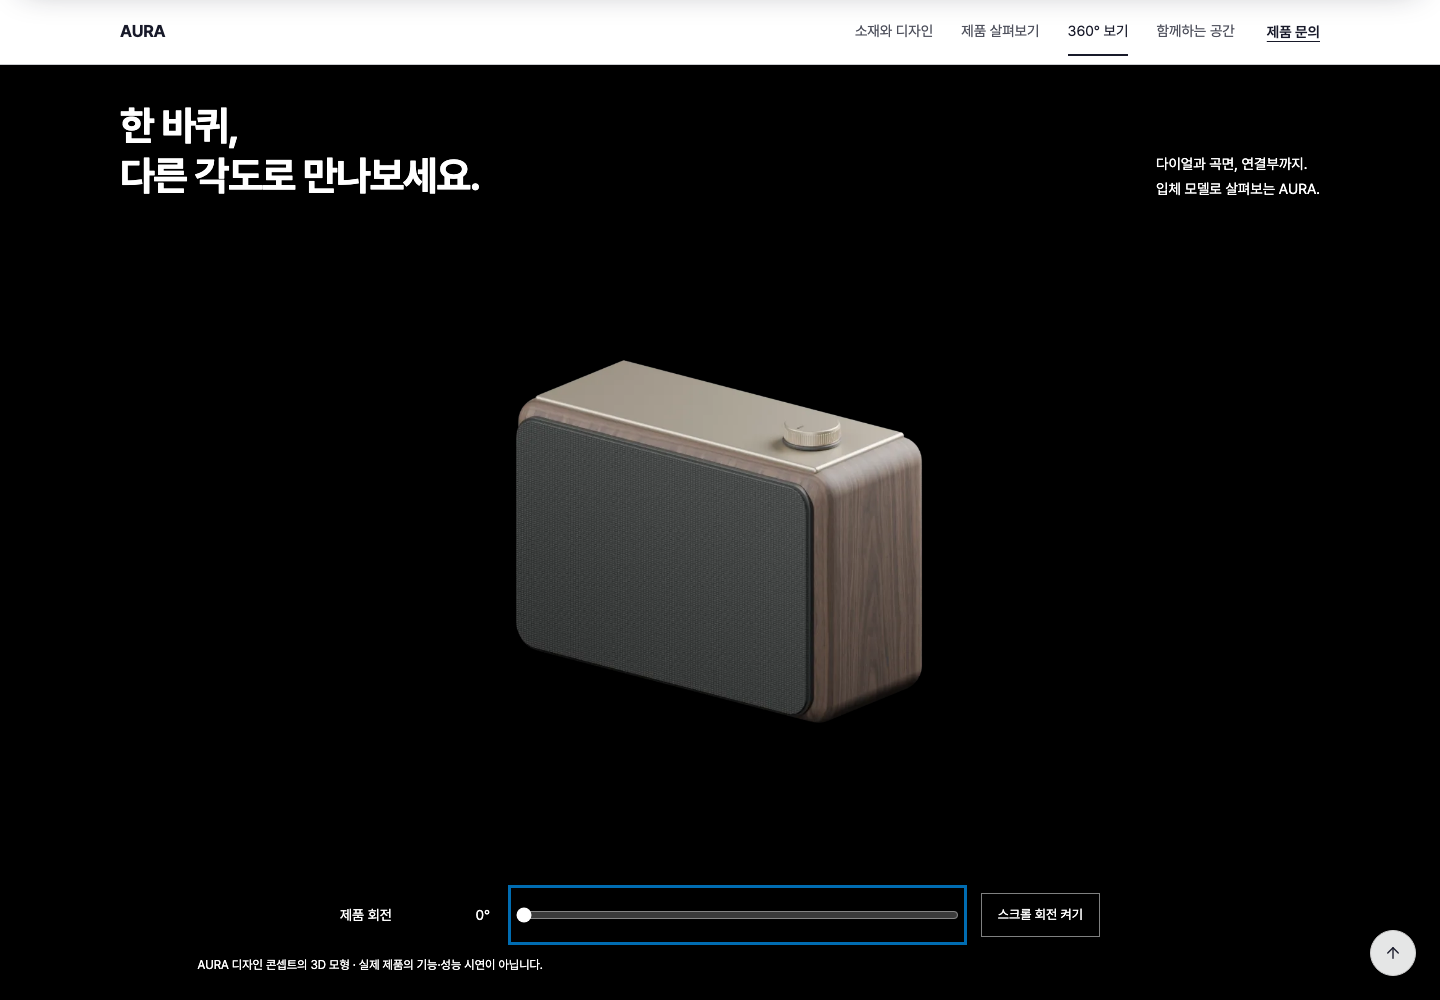 AURA
소재와 디자인
제품 살펴보기
360° 보기
함께하는 공간
제품 문의
한 바퀴,
다른 각도로 만나보세요.
다이얼과 곡면, 연결부까지.
입체 모델로 살펴보는 AURA.
제품 회전
0°
스크롤 회전 켜기
AURA 디자인 콘셉트의 3D 모형 · 실제 제품의 기능·성능 시연이 아닙니다.